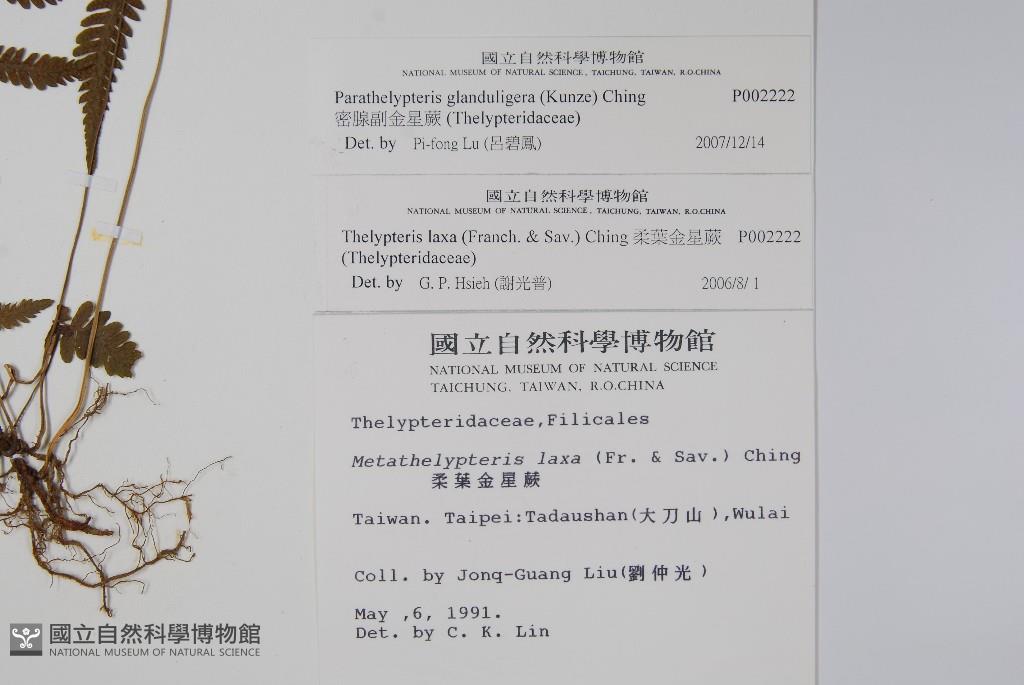 國立自然科學博物館
NATIONAL MUSEUM OF NATURAL SCIENCE, TAICHUNG, TAIWAN, R.O.CHINA
Parathelypteris glanduligera (Kunze) Ching P002222
密腺副金星蕨 (Thelypteridaceae)
Det. by Pi-fong Lu (呂碧鳳) 2007/12/14
國立自然科學博物館
NATIONAL MUSEUM OF NATURAL SCIENCE, TAICHUNG, TAIWAN, R.O.CHINA
Thelypteris laxa (Franch. & Sav.) Ching 柔葉金星蕨 P002222
(Thelypteridaceae)
Det. by G. P. Hsieh (謝光普) 2006/8/ 1
國立自然科學博物館
NATIONAL MUSEUM OF NATURAL SCIENCE
TAICHUNG, TAIWAN, R.O.CHINA
Thelypteridaceae,Filicales
Metathelypteris laxa (Fr. & Sav.) Ching
柔葉金星蕨
Taiwan. Taipei:Tadaushan(大刀山),Wulai
Coll. by Jonq-Guang Liu(劉仲光)
May ,6, 1991.
Det. by C. K. Lin
國立自然科學博物館
NATIONAL MUSEUM OF NATURAL SCIENCE